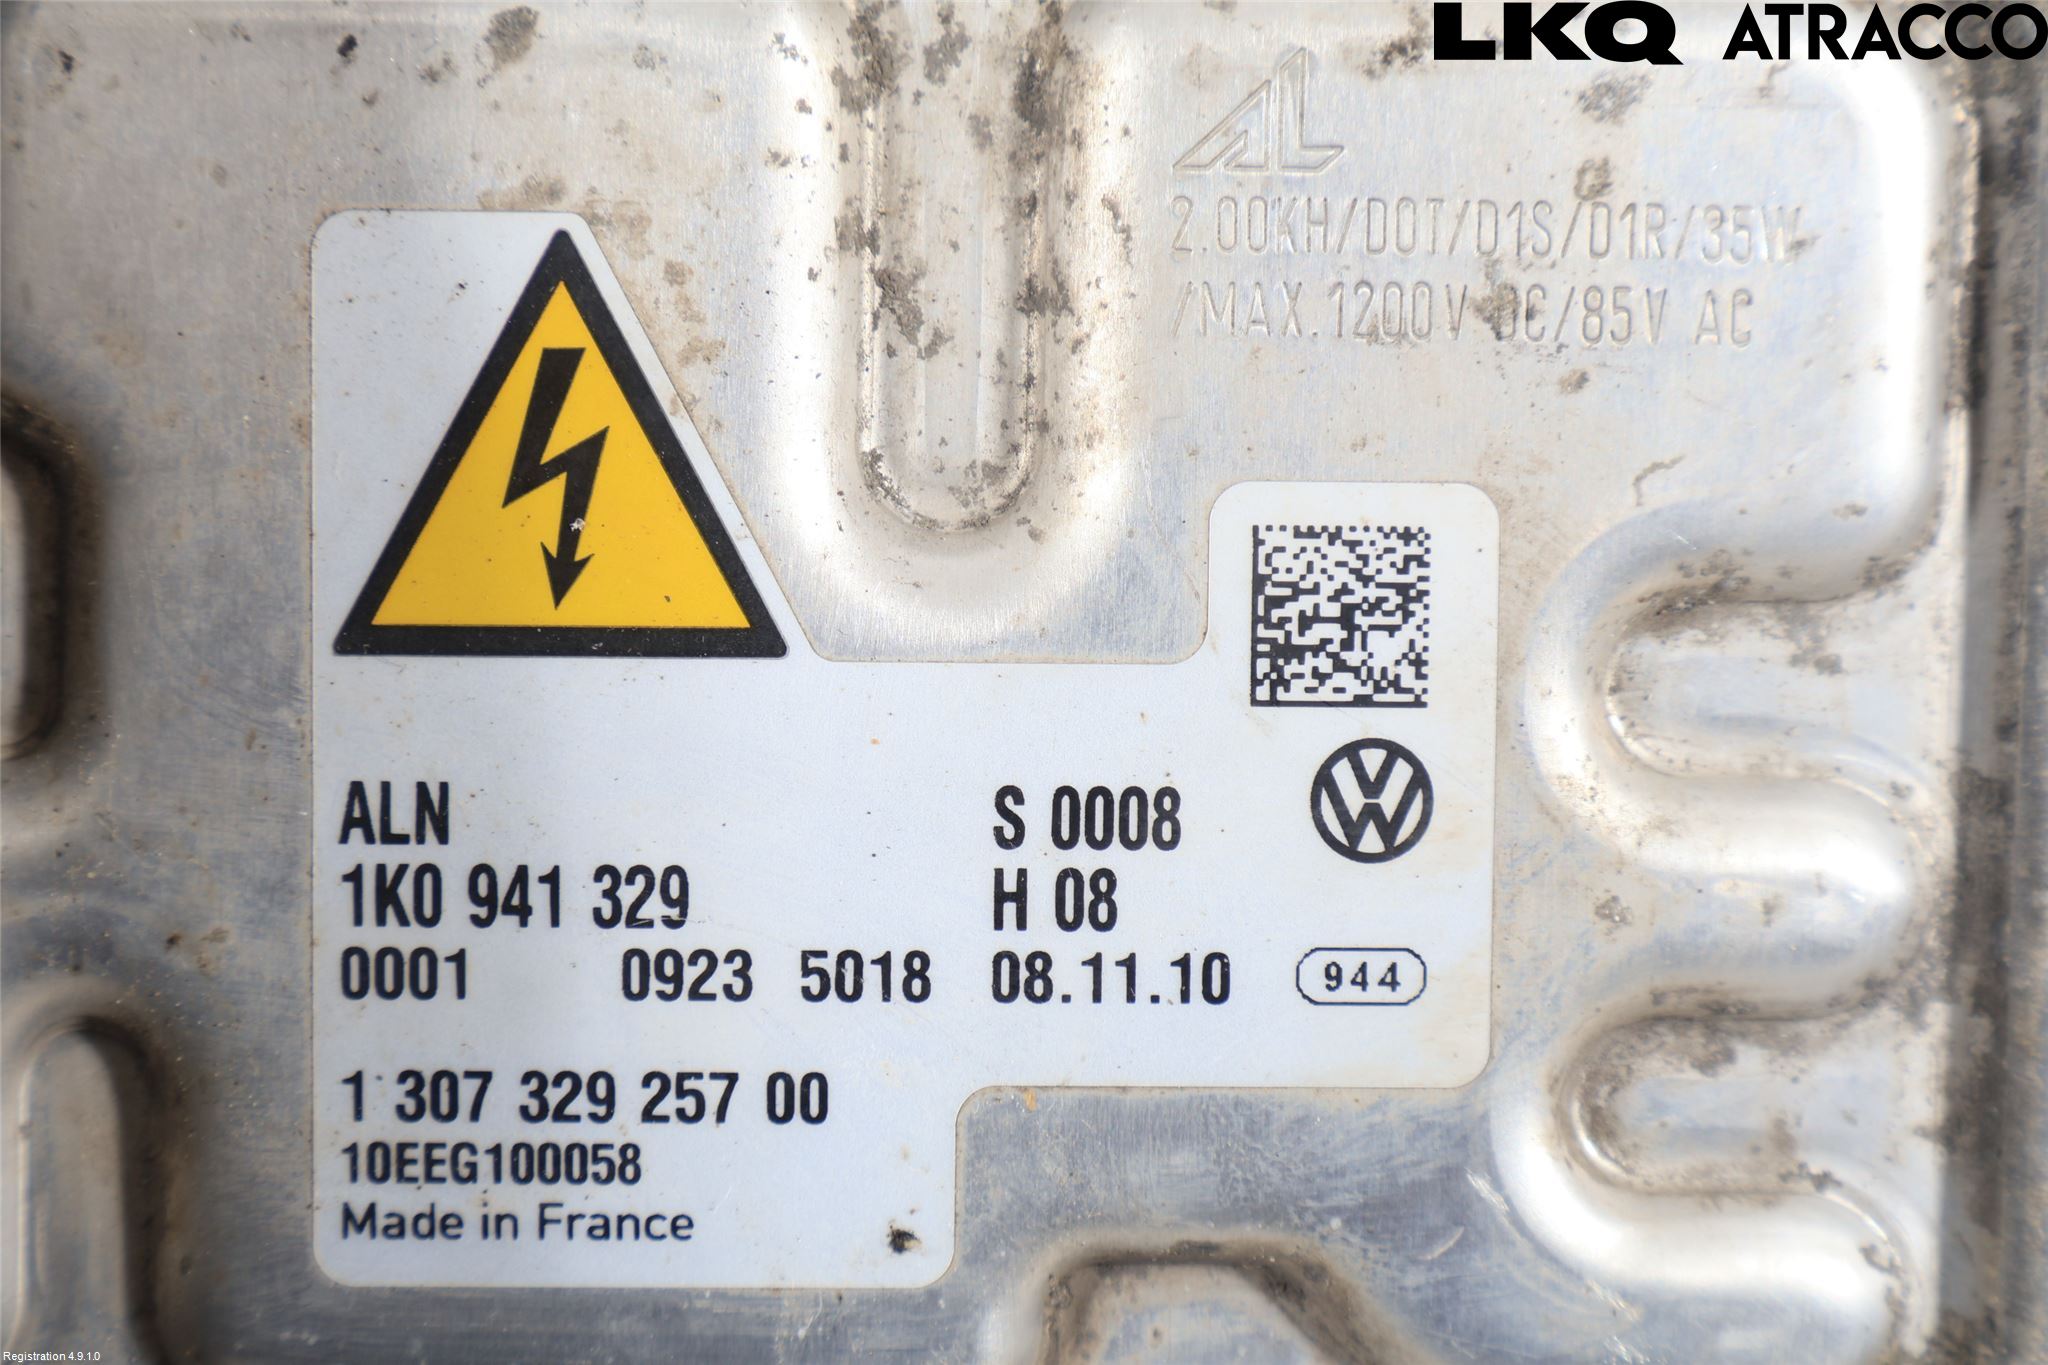 LKQ ATRACCO
AL
2.00KH/DOT/D1S/D1R/35W
/MAX.1200V DC/85V AC
ALN
S 0008
1K0 941 329
H 08
0001 0923 5018 08.11.10
944
1 307 329 257 00
10EEG100058
Made in France
Registration 4.9.1.0